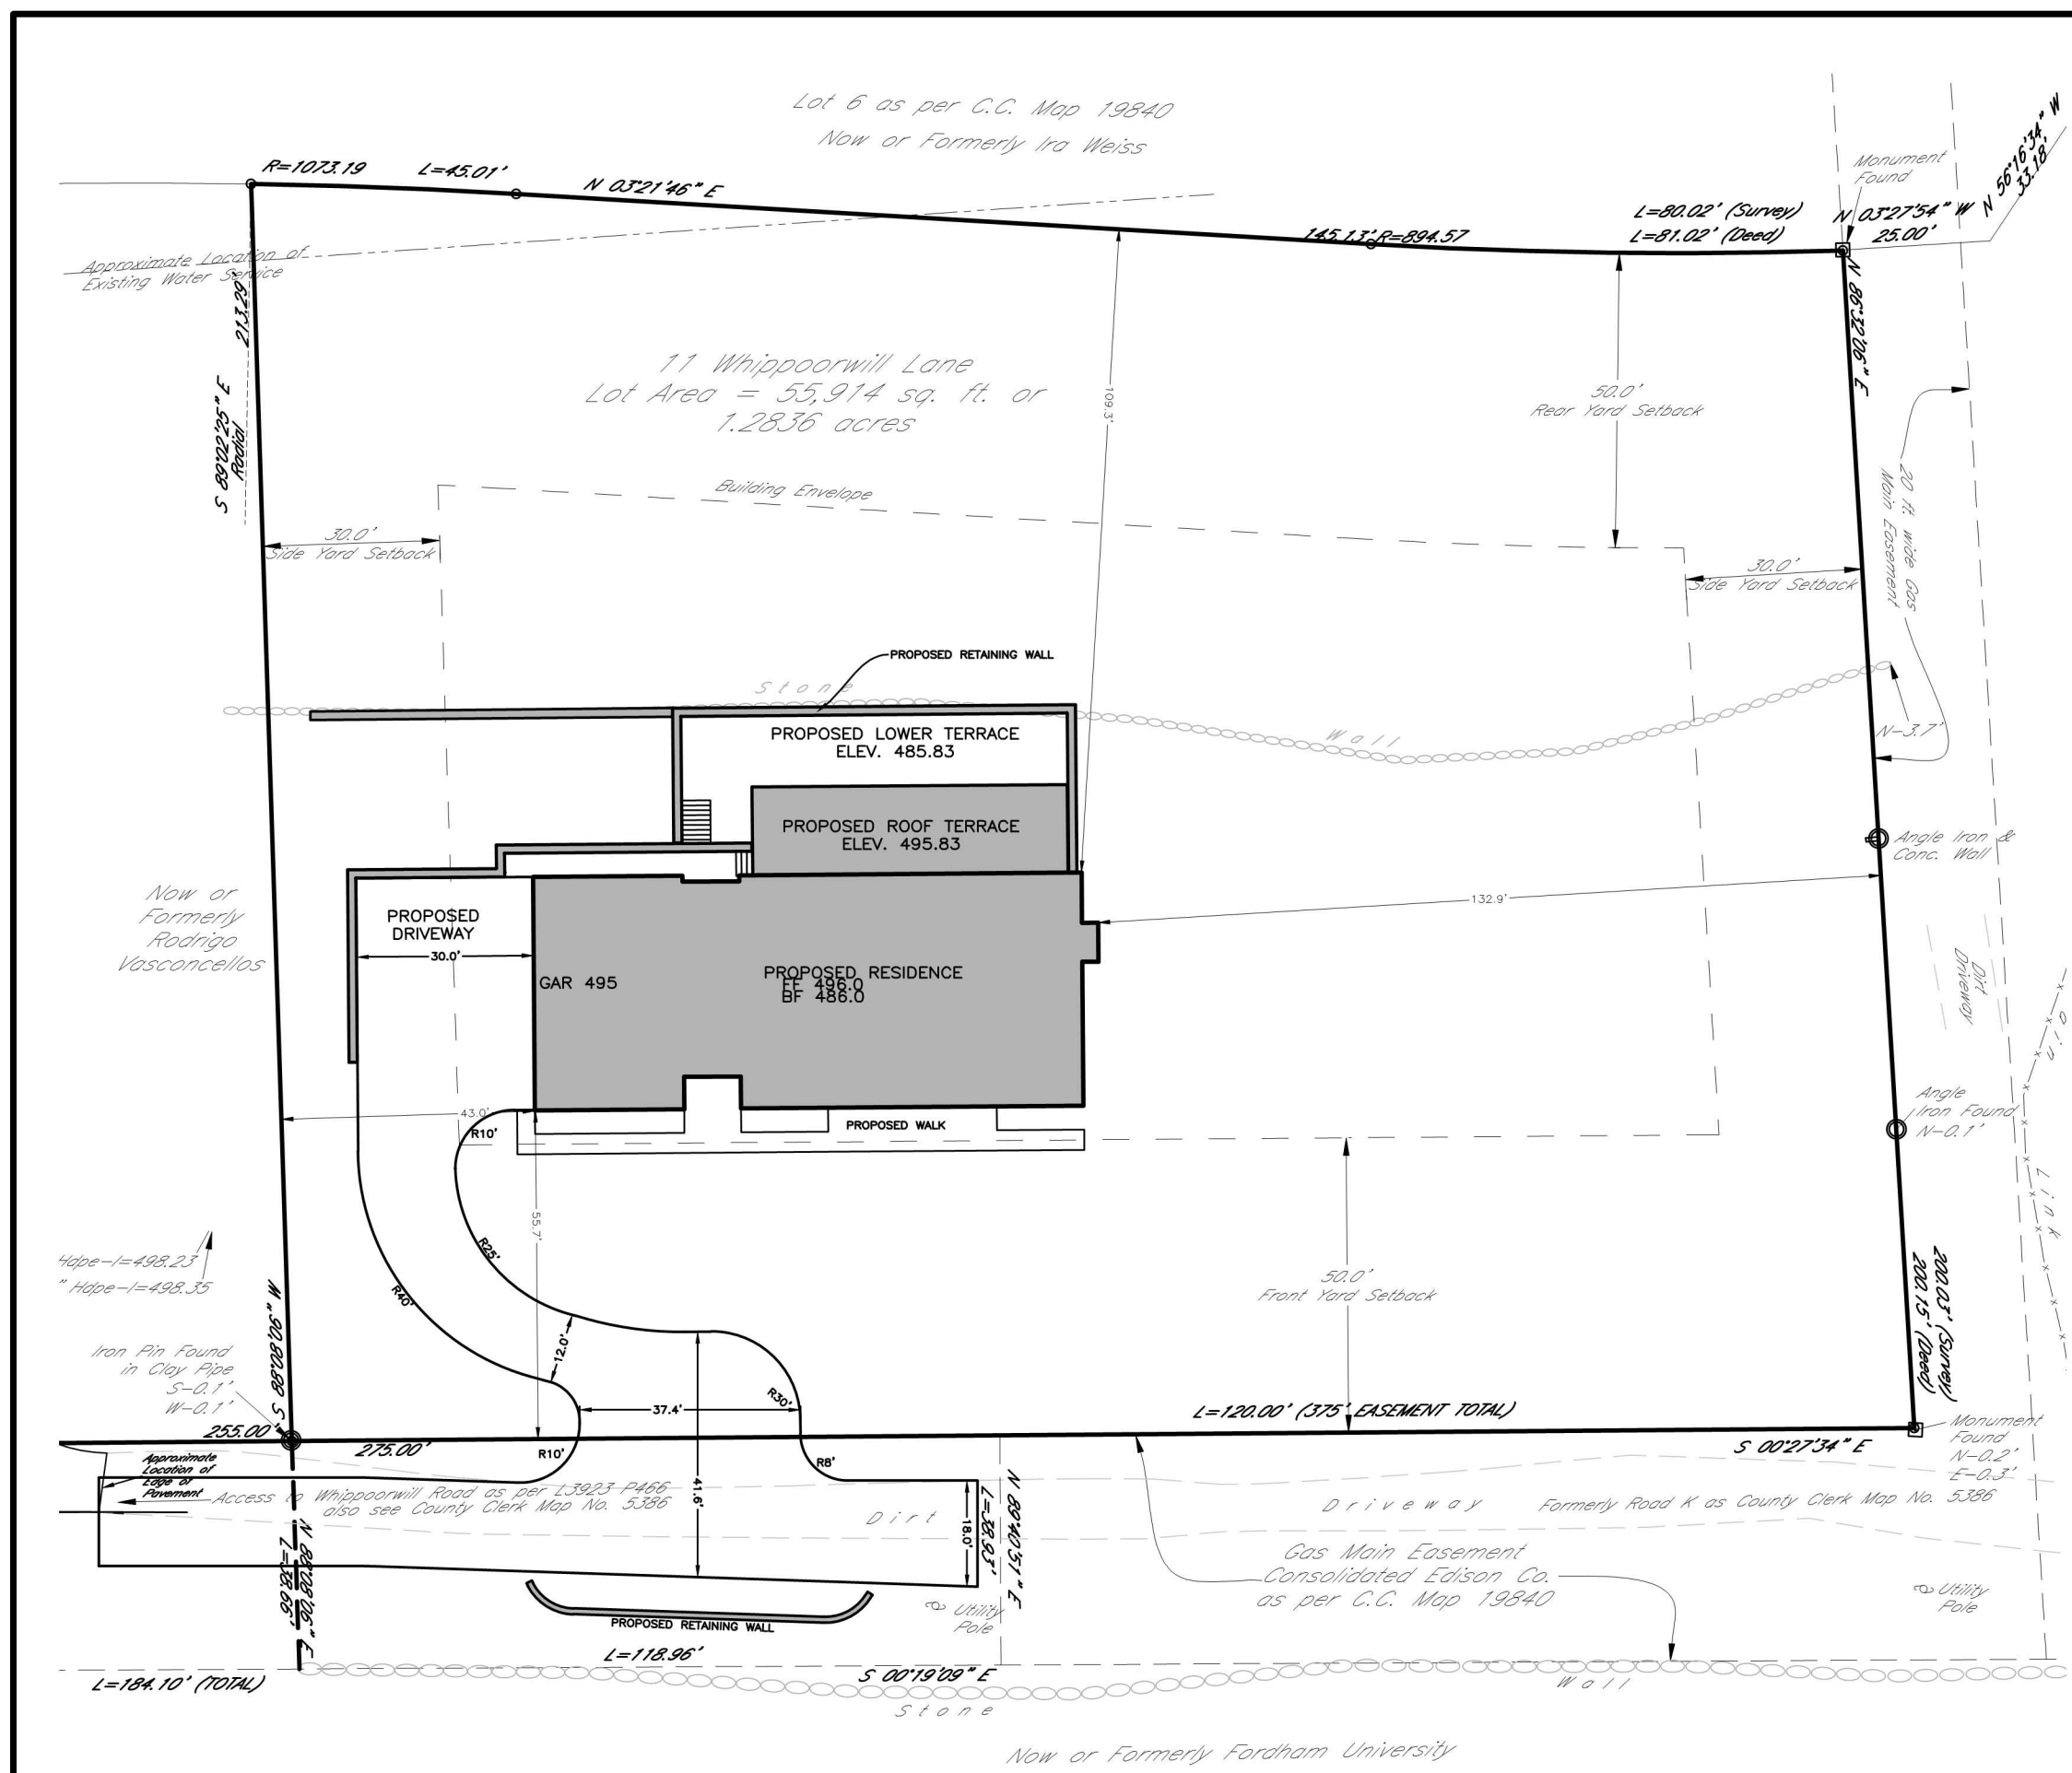 Lot 6 as per C.C. Map 19840
Now or Formerly Ira Weiss
R=1073.19
L=45.01'
N 03°21'46" E
145.13'
R=894.57
L=80.02' (Survey)
L=81.02' (Deed)
Monument
Found
N 03°27'54" W
25.00'
N 56°16'34" W
33.18'
Approximate Location of
Existing Water Service
213.29'
S 89°02'25" E
Radial
N 86°32'06" E
11 Whippoorwill Lane
Lot Area = 55,914 sq. ft. or
1.2836 acres
109.3'
50.0'
Rear Yard Setback
Building Envelope
30.0'
Side Yard Setback
30.0'
Side Yard Setback
20 ft. wide Gas
Main Easement
PROPOSED RETAINING WALL
Stone
Wall
N-3.7'
PROPOSED LOWER TERRACE
ELEV. 485.83
PROPOSED ROOF TERRACE
ELEV. 495.83
Angle Iron &
Conc. Wall
Now or
Formerly
Rodrigo
Vasconcellos
PROPOSED
DRIVEWAY
30.0'
132.9'
GAR 495
PROPOSED RESIDENCE
FF 496.0
BF 486.0
Dirt
Driveway
ain
Link
Angle
Iron Found
N-0.1'
43.0'
R10'
PROPOSED WALK
55.7'
R25'
R40'
12.0'
50.0'
Front Yard Setback
Hdpe-I=498.23
" Hdpe-I=498.35
S 88°08'06" W
Iron Pin Found
in Clay Pipe
S-0.1'
W-0.1'
255.00'
275.00'
37.4'
R30'
R10'
R8'
41.6'
L=120.00' (375' EASEMENT TOTAL)
S 00°27'34" E
200.03' (Survey)
200.15' (Deed)
Monument
Found
N-0.2'
E-0.3'
Approximate
Location of
Edge of
Pavement
Access to Whippoorwill Road as per L3923 P466
also see County Clerk Map No. 5386
Dirt
Driveway
Formerly Road K as County Clerk Map No. 5386
18.0'
L=38.93'
N 89°40'51" E
L=38.66'
N 88°08'06" E
Gas Main Easement
Consolidated Edison Co.
as per C.C. Map 19840
Utility
Pole
Utility
Pole
PROPOSED RETAINING WALL
L=118.96'
S 00°19'09" E
L=184.10' (TOTAL)
Stone
Wall
Now or Formerly Fordham University